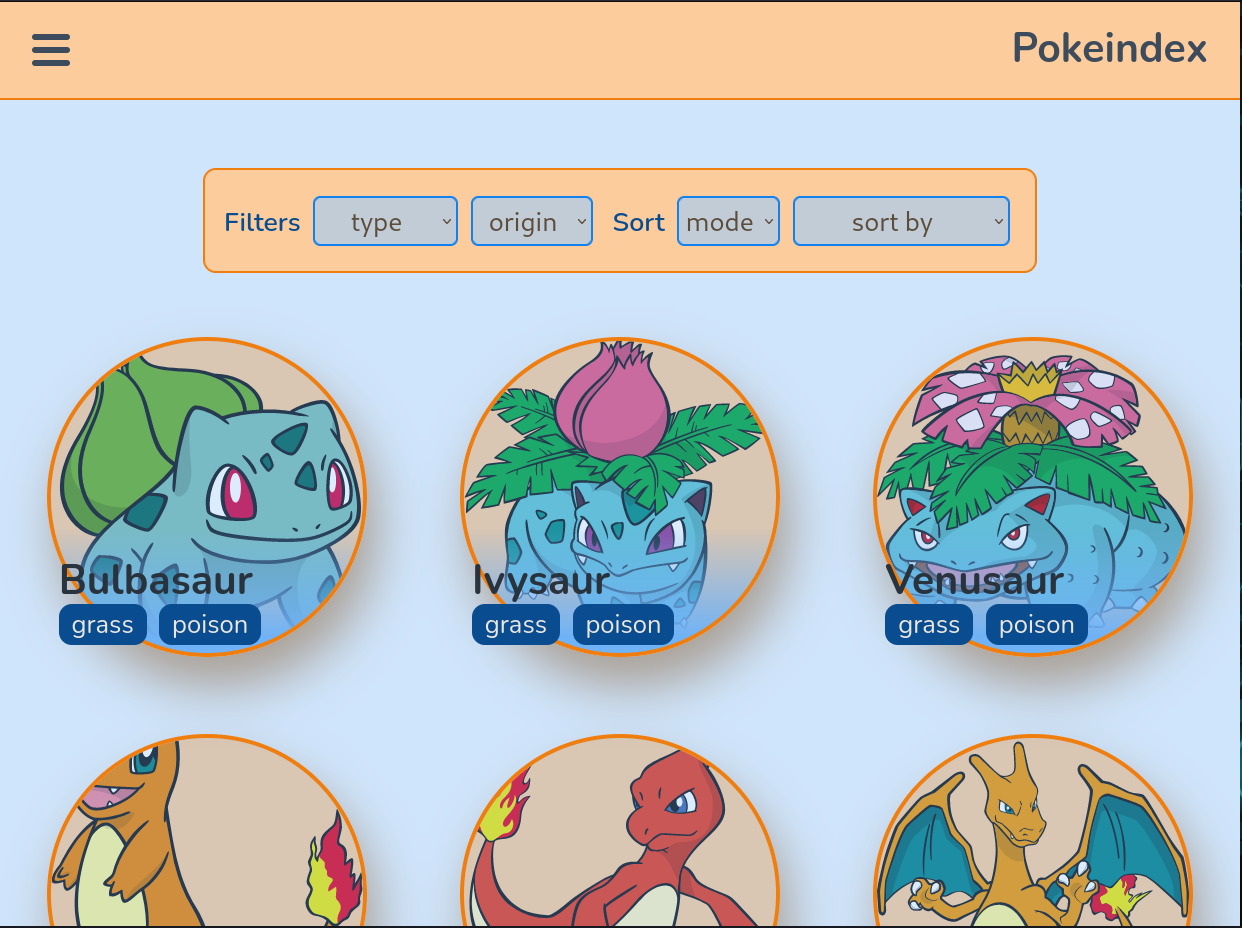 Pokeindex
Filters type origin Sort mode sort by
Bulbasaur
grass poison
Ivysaur
grass poison
Venusaur
grass poison